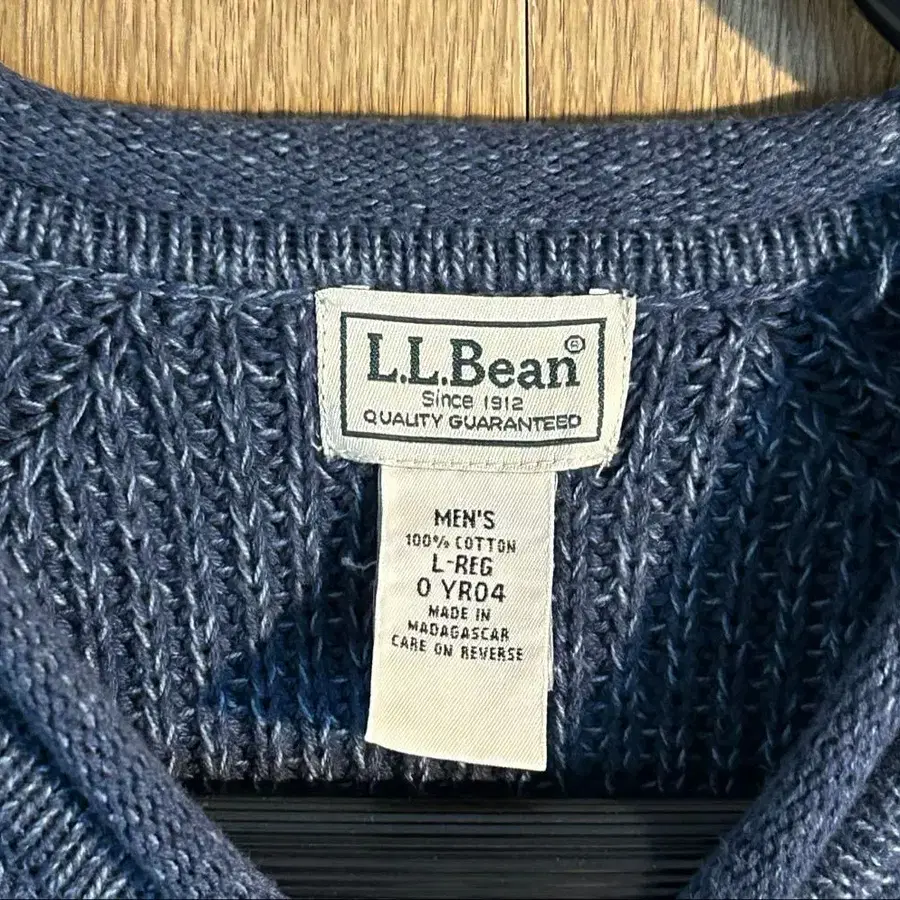 L.L.Bean®
Since 1912
QUALITY GUARANTEED
MEN'S
100% COTTON
L-REG
0 YR04
MADE IN
MADAGASCAR
CARE ON REVERSE